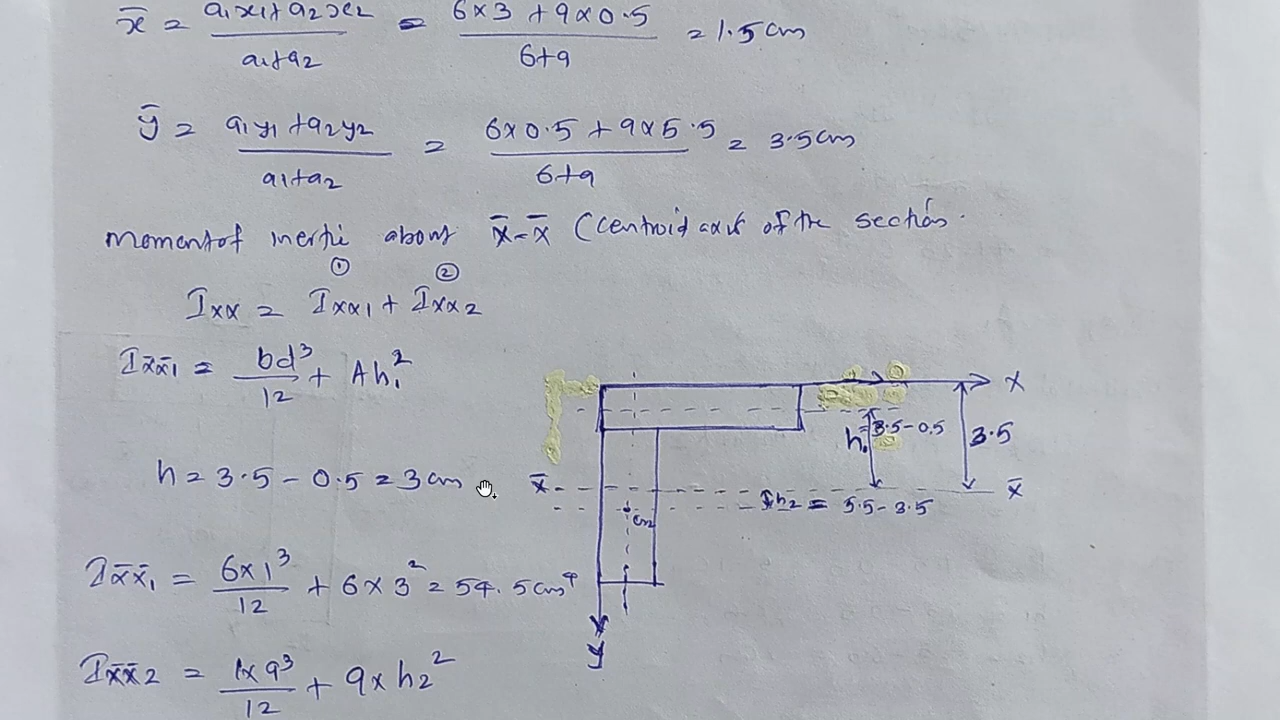 x̄ = a₁x₁+a₂x₂ / a₁+a₂ = 6×3 + 9×0.5 / 6+9 = 1.5cm
ȳ = a₁y₁+a₂y₂ / a₁+a₂ = 6×0.5 + 9×5.5 / 6+9 = 3.5cm
moment of inertie about x̄-x̄ (centroid axis of the section.
① ②
Ixx = Ixx₁ + Ixx₂
Ix̄x̄₁ = bd³/12 + Ah₁²
x
h₁ = 3.5-0.5
3.5
h = 3.5 - 0.5 = 3cm
x̄
x̄
h₂ = 5.5-3.5
Ix̄x̄₁ = 6×1³/12 + 6×3² = 54.5cm⁴
y
Ix̄x̄2 = 1×9³/12 + 9×h₂²